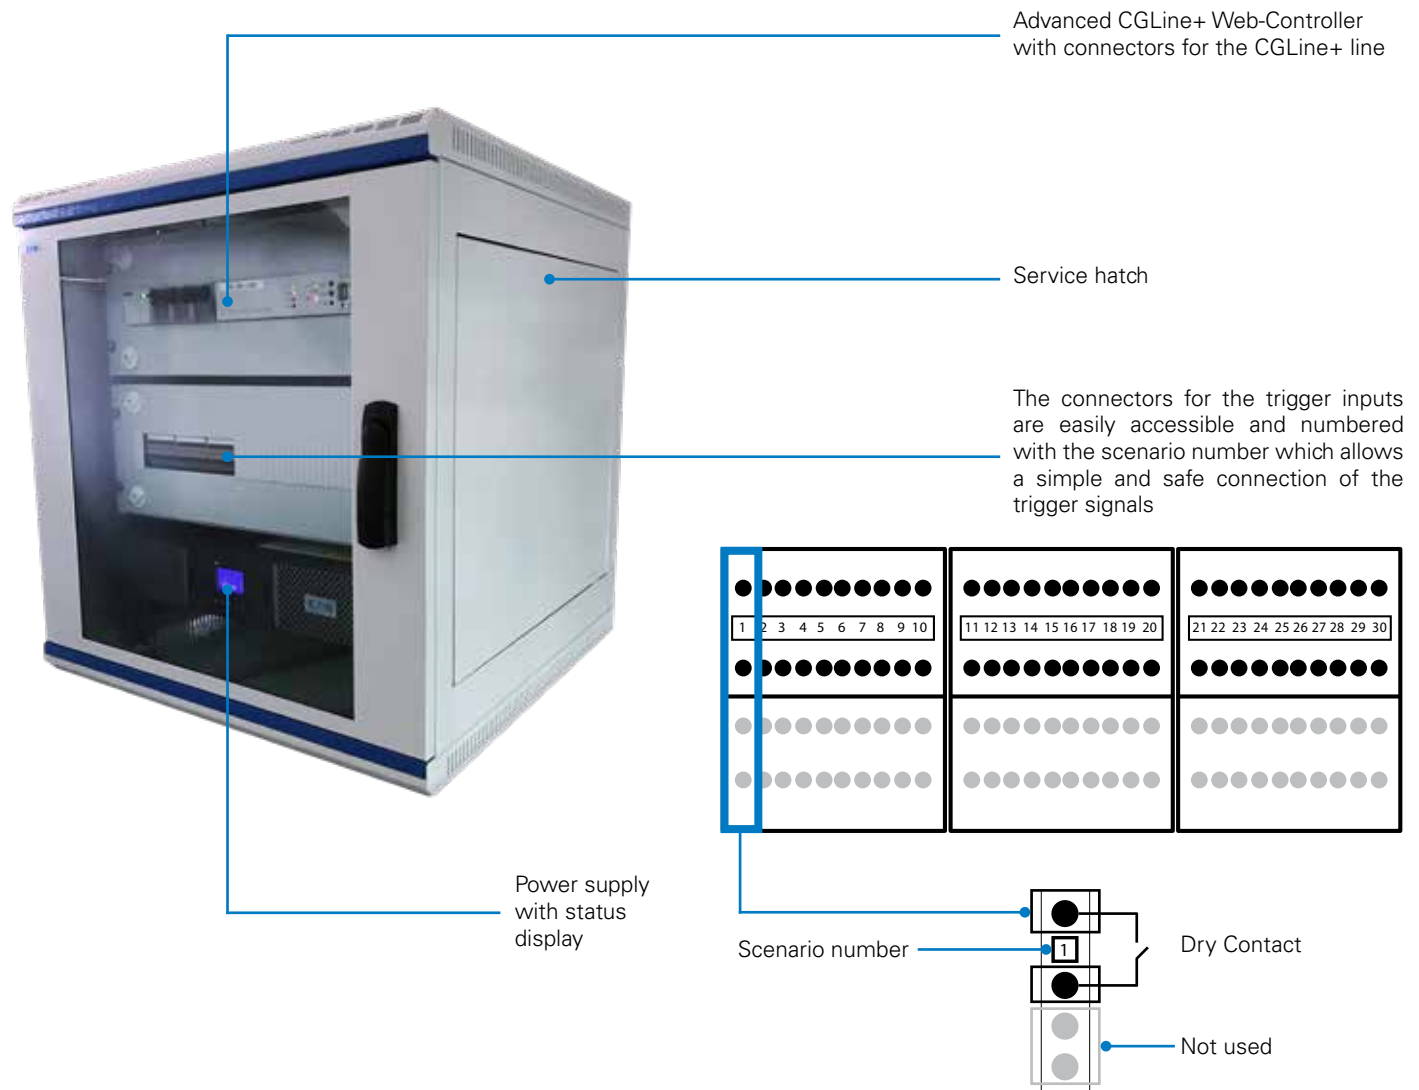 Advanced CGLine+ Web-Controller
with connectors for the CGLine+ line
Service hatch
The connectors for the trigger inputs
are easily accessible and numbered
with the scenario number which allows
a simple and safe connection of the
trigger signals
1 2 3 4 5 6 7 8 9 10
11 12 13 14 15 16 17 18 19 20
21 22 23 24 25 26 27 28 29 30
Power supply
with status
display
Scenario number
1
Dry Contact
Not used
EATON